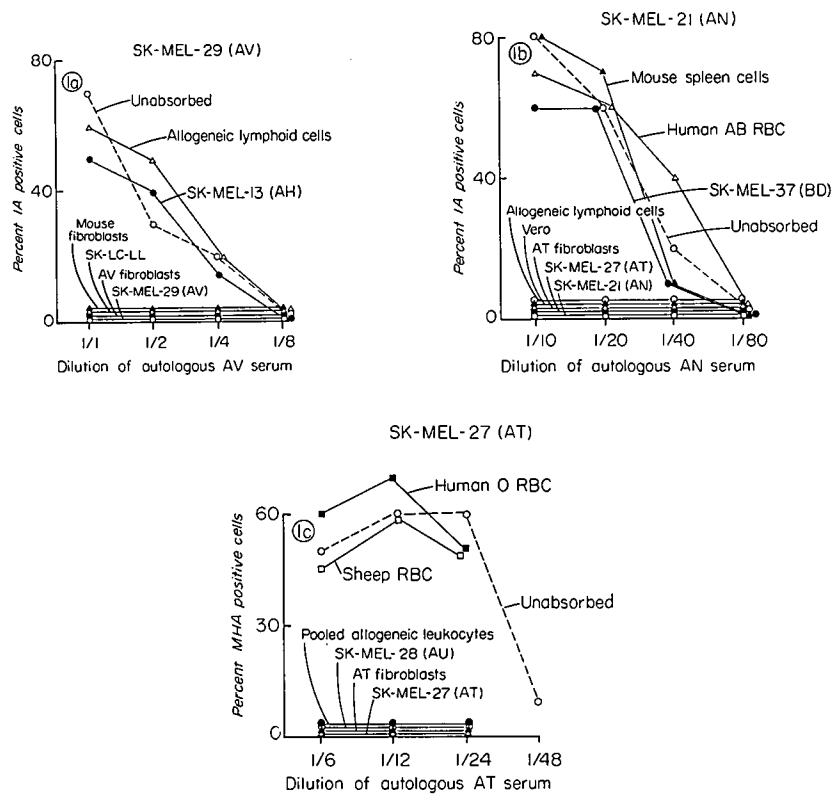 SK-MEL-29 (AV)
1a
80
40
0
Percent IA positive cells
Unabsorbed
Allogeneic lymphoid cells
SK-MEL-13 (AH)
Mouse
fibroblasts
SK-LC-LL
AV fibroblasts
SK-MEL-29 (AV)
1/1 1/2 1/4 1/8
Dilution of autologous AV serum
SK-MEL-21 (AN)
1b
80
40
0
Percent IA positive cells
Mouse spleen cells
Human AB RBC
SK-MEL-37 (BD)
Unabsorbed
Allogeneic lymphoid cells
Vero
AT fibroblasts
SK-MEL-27 (AT)
SK-MEL-21 (AN)
1/10 1/20 1/40 1/80
Dilution of autologous AN serum
SK-MEL-27 (AT)
1c
60
30
0
Percent MHA positive cells
Human O RBC
Sheep RBC
Unabsorbed
Pooled allogeneic leukocytes
SK-MEL-28 (AU)
AT fibroblasts
SK-MEL-27 (AT)
1/6 1/12 1/24 1/48
Dilution of autologous AT serum